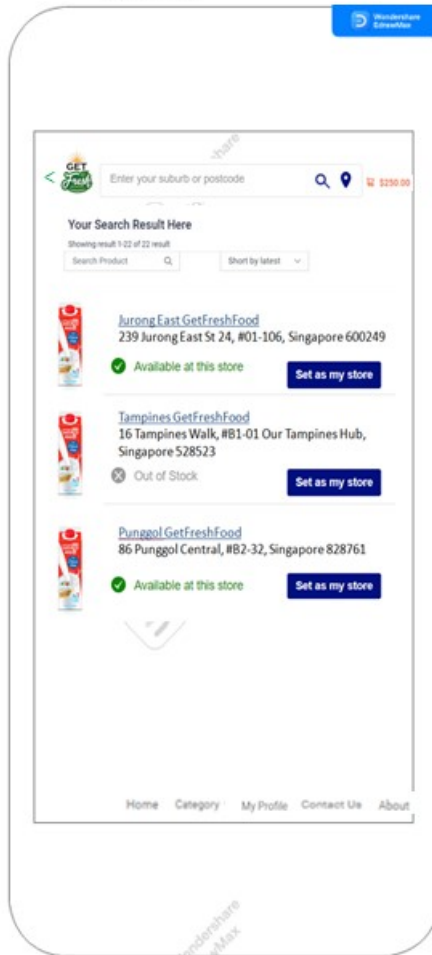 Wondershare
EdrawMax
GET
Fresh
<
Enter your suburb or postcode
$250.00
Your Search Result Here
Showing result 1-22 of 22 result
Search Product
Short by latest
Jurong East GetFreshFood
239 Jurong East St 24, #01-106, Singapore 600249
Available at this store
Set as my store
Tampines GetFreshFood
16 Tampines Walk, #B1-01 Our Tampines Hub,
Singapore 528523
Out of Stock
Set as my store
Punggol GetFreshFood
86 Punggol Central, #B2-32, Singapore 828761
Available at this store
Set as my store
Home Category My Profile Contact Us About
Wondershare
EdrawMax